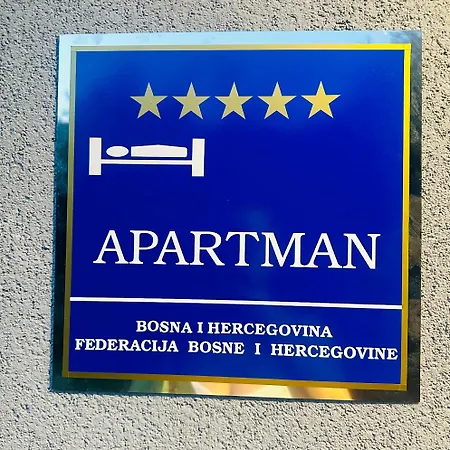 APARTMAN
BOSNA I HERCEGOVINA
FEDERACIJA BOSNE I HERCEGOVINE